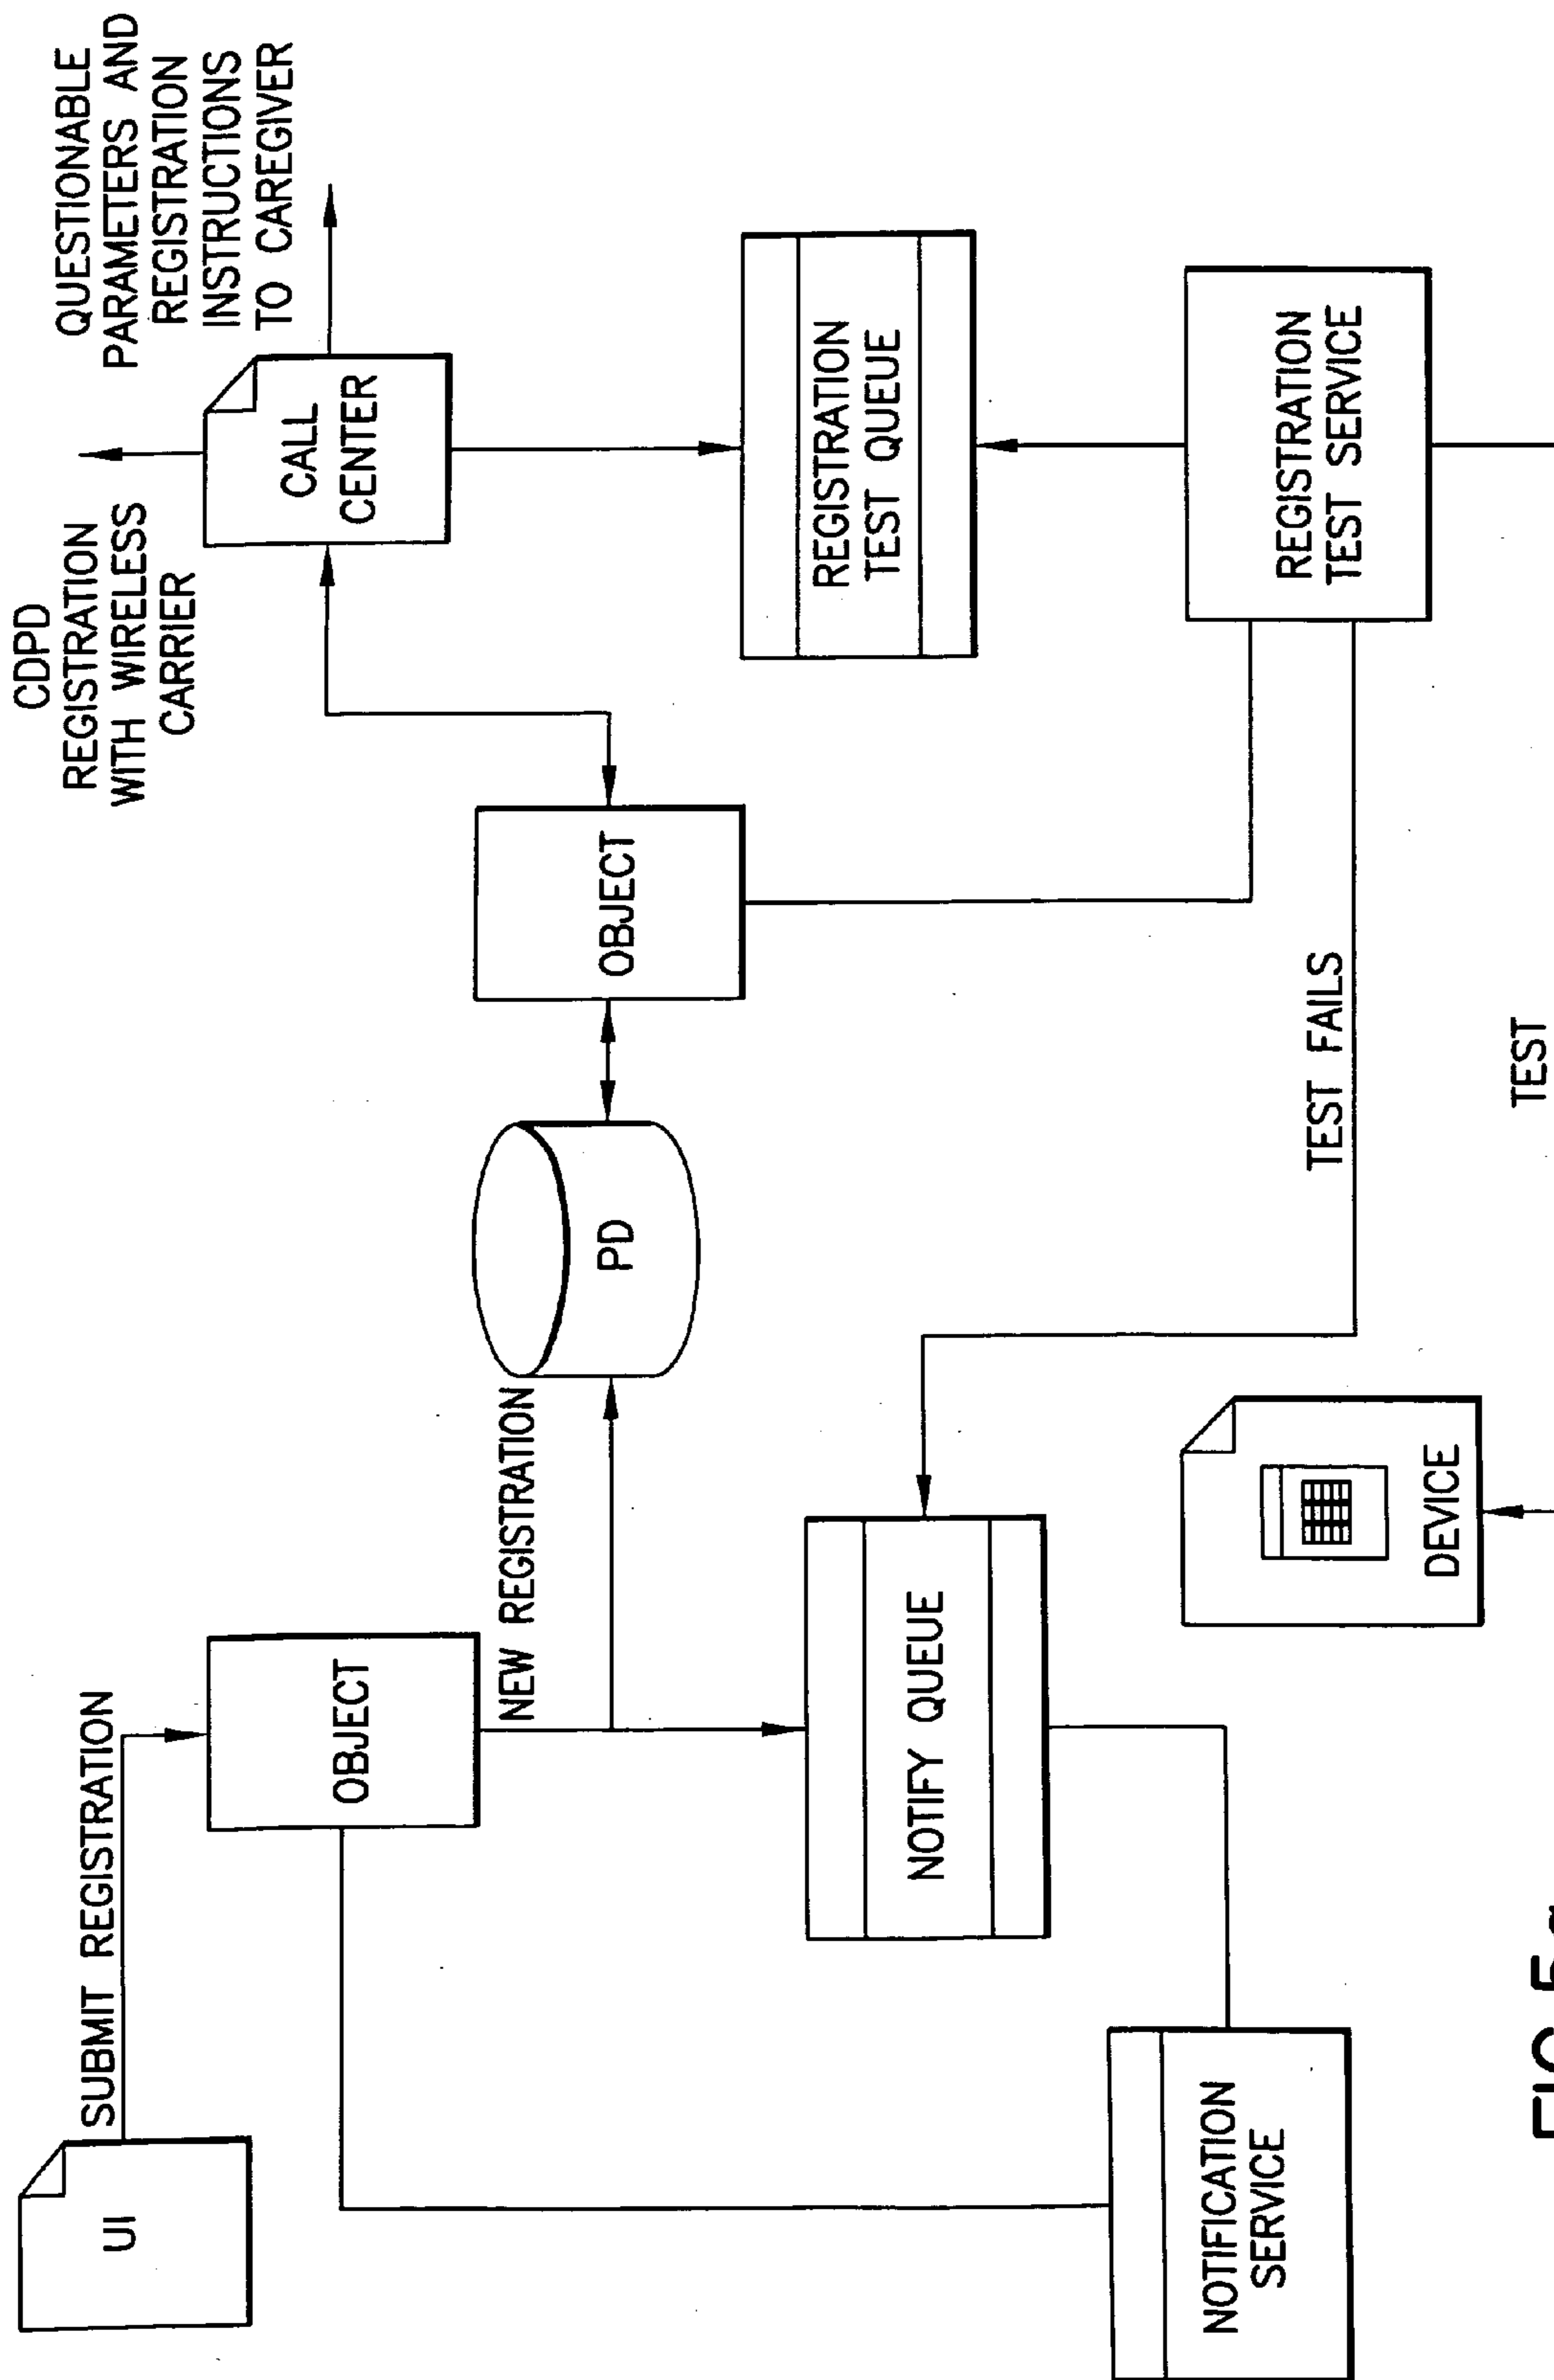 UI
SUBMIT REGISTRATION
OBJECT
NEW REGISTRATION
PD
OBJECT
CDPD
REGISTRATION
WITH WIRELESS
CARRIER
CALL
CENTER
QUESTIONABLE
PARAMETERS AND
REGISTRATION
INSTRUCTIONS
TO CAREGIVER
NOTIFY QUEUE
REGISTRATION
TEST QUEUE
NOTIFICATION
SERVICE
DEVICE
TEST FAILS
REGISTRATION
TEST SERVICE
TEST